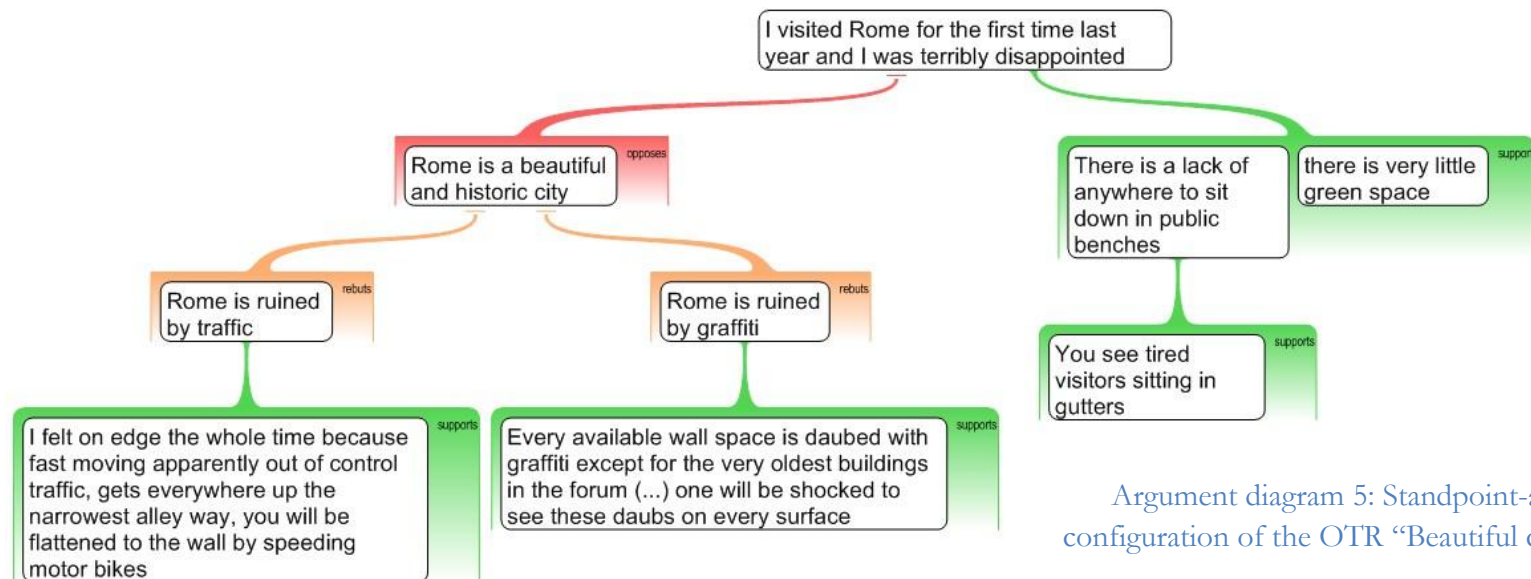 I visited Rome for the first time last
year and I was terribly disappointed
opposes
Rome is a beautiful
and historic city
supports
There is a lack of
anywhere to sit
down in public
benches
there is very little
green space
rebuts
Rome is ruined
by traffic
rebuts
Rome is ruined
by graffiti
supports
You see tired
visitors sitting in
gutters
supports
I felt on edge the whole time because
fast moving apparently out of control
traffic, gets everywhere up the
narrowest alley way, you will be
flattened to the wall by speeding
motor bikes
supports
Every available wall space is daubed with
graffiti except for the very oldest buildings
in the forum (...) one will be shocked to
see these daubs on every surface
Argument diagram 5: Standpoint-a
configuration of the OTR “Beautiful